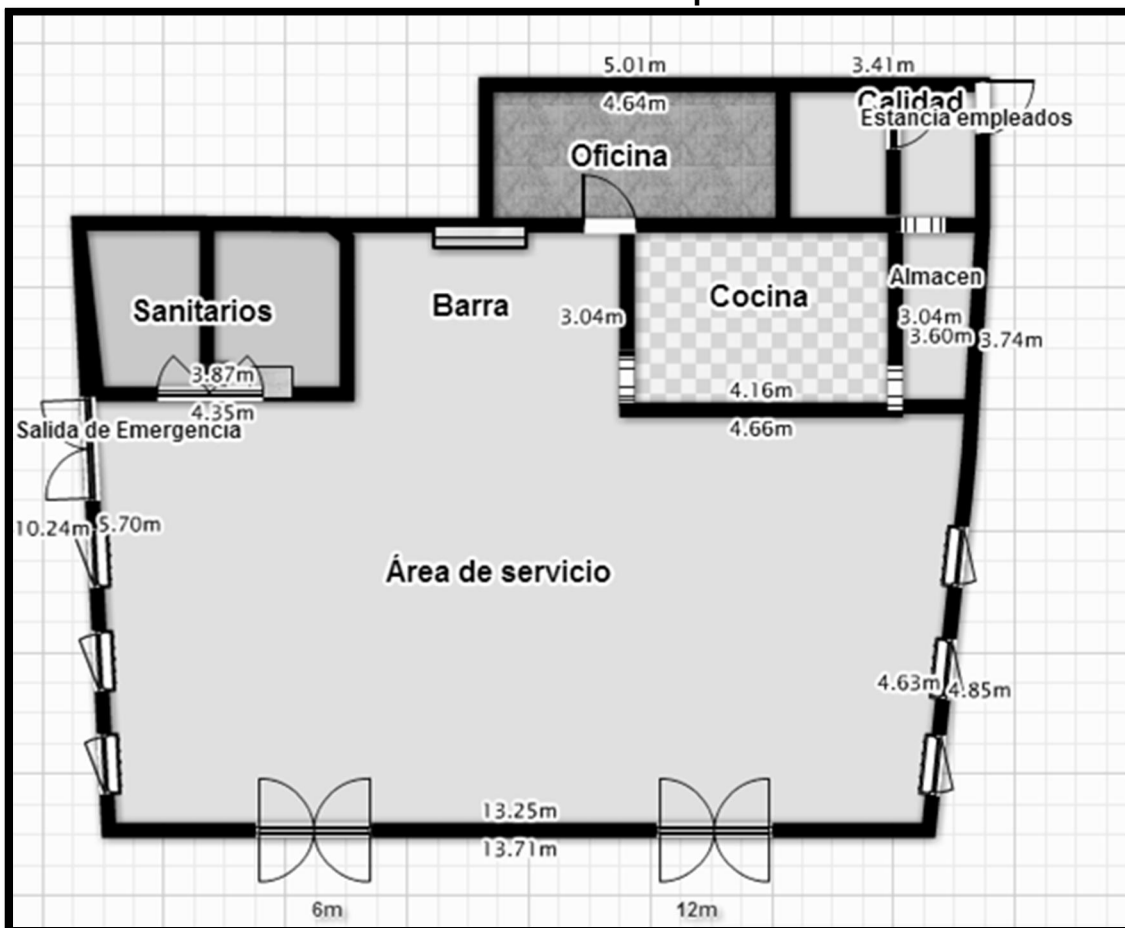 5.01m
3.41m
4.64m
Calidad
Estancia empleados
Oficina
Almacen
Cocina
Sanitarios
Barra
3.04m
3.04m
3.60m
3.74m
3.87m
4.16m
4.35m
4.66m
Salida de Emergencia
10.24m
5.70m
Área de servicio
4.63m
4.85m
13.25m
13.71m
6m
12m